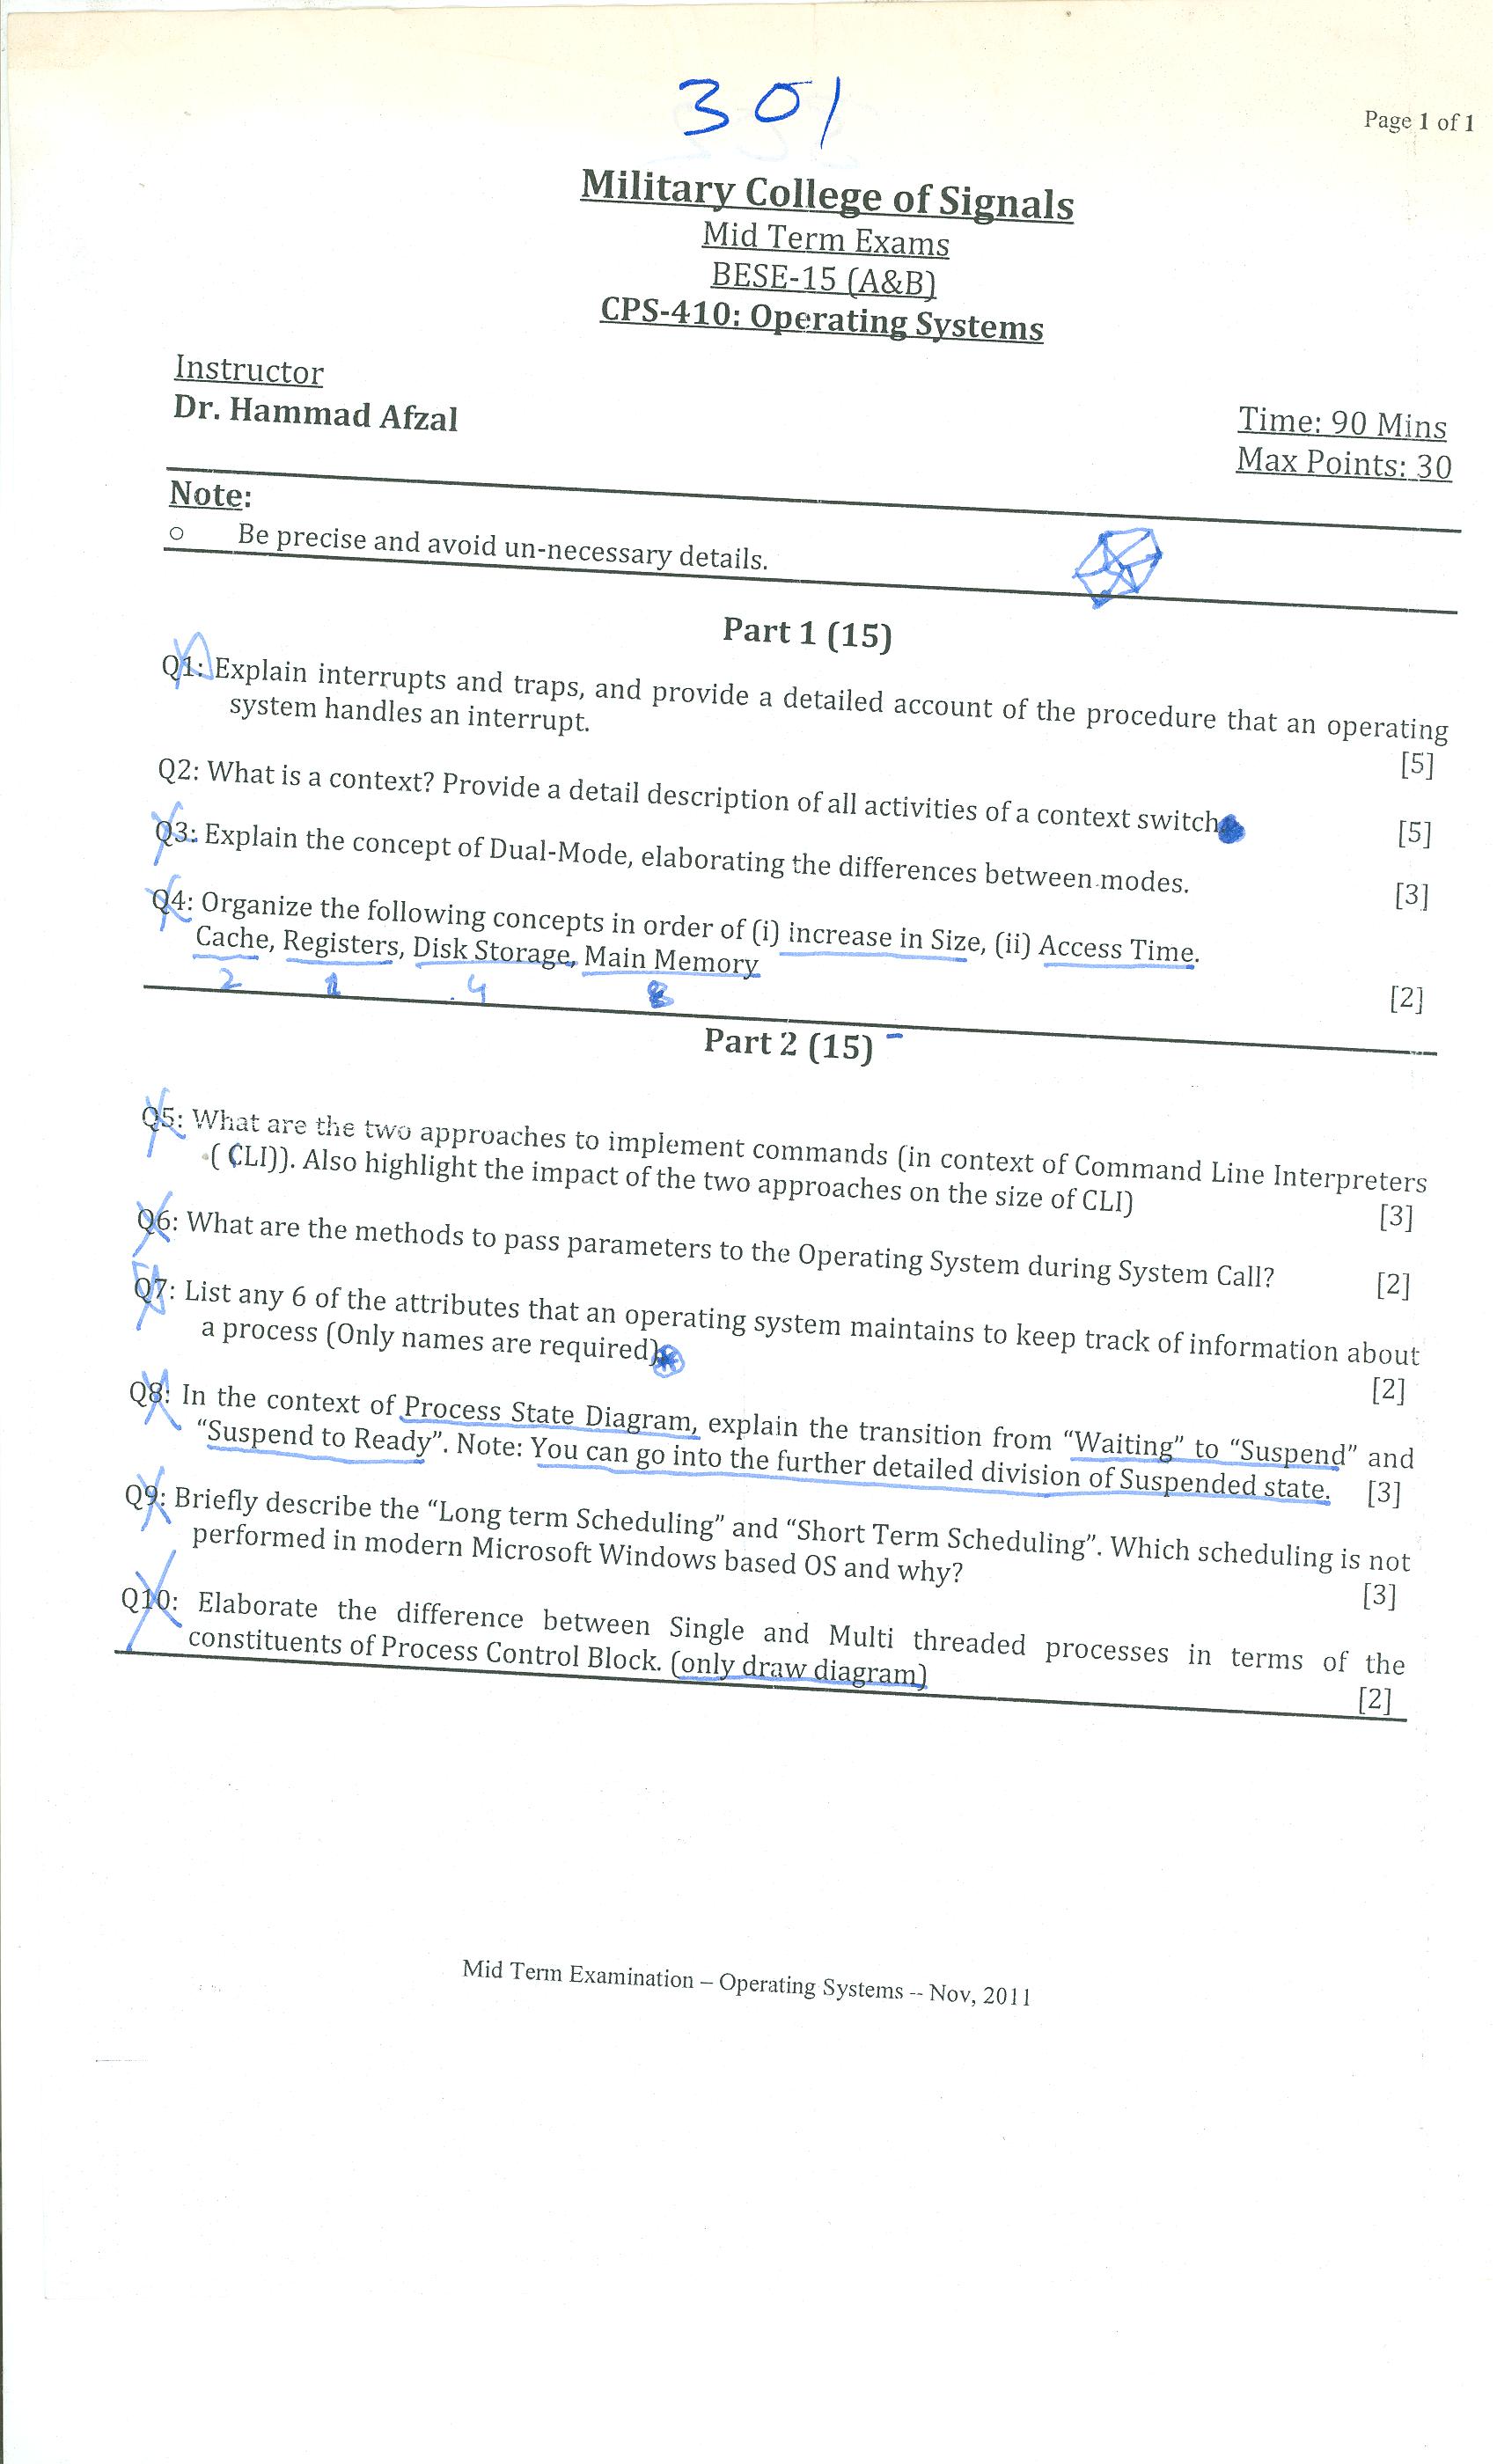 301
Page 1 of 1
Military College of Signals
Mid Term Exams
BESE-15 (A&B)
CPS-410: Operating Systems
Instructor
Dr. Hammad Afzal
Time: 90 Mins
Max Points: 30
Note:
o Be precise and avoid un-necessary details.
Part 1 (15)
Q1: Explain interrupts and traps, and provide a detailed account of the procedure that an operating
system handles an interrupt.
[5]
Q2: What is a context? Provide a detail description of all activities of a context switch
[5]
Q3: Explain the concept of Dual-Mode, elaborating the differences between modes.
[3]
Q4: Organize the following concepts in order of (i) increase in Size, (ii) Access Time.
Cache, Registers, Disk Storage, Main Memory
2 1 4 3
[2]
Part 2 (15)
Q5: What are the two approaches to implement commands (in context of Command Line Interpreters
( CLI)). Also highlight the impact of the two approaches on the size of CLI)
[3]
Q6: What are the methods to pass parameters to the Operating System during System Call?
[2]
Q7: List any 6 of the attributes that an operating system maintains to keep track of information about
a process (Only names are required)
[2]
Q8: In the context of Process State Diagram, explain the transition from “Waiting” to “Suspend” and
“Suspend to Ready”. Note: You can go into the further detailed division of Suspended state. [3]
Q9: Briefly describe the “Long term Scheduling” and “Short Term Scheduling”. Which scheduling is not
performed in modern Microsoft Windows based OS and why?
[3]
Q10: Elaborate the difference between Single and Multi threaded processes in terms of the
constituents of Process Control Block. (only draw diagram)
[2]
Mid Term Examination – Operating Systems -- Nov, 2011